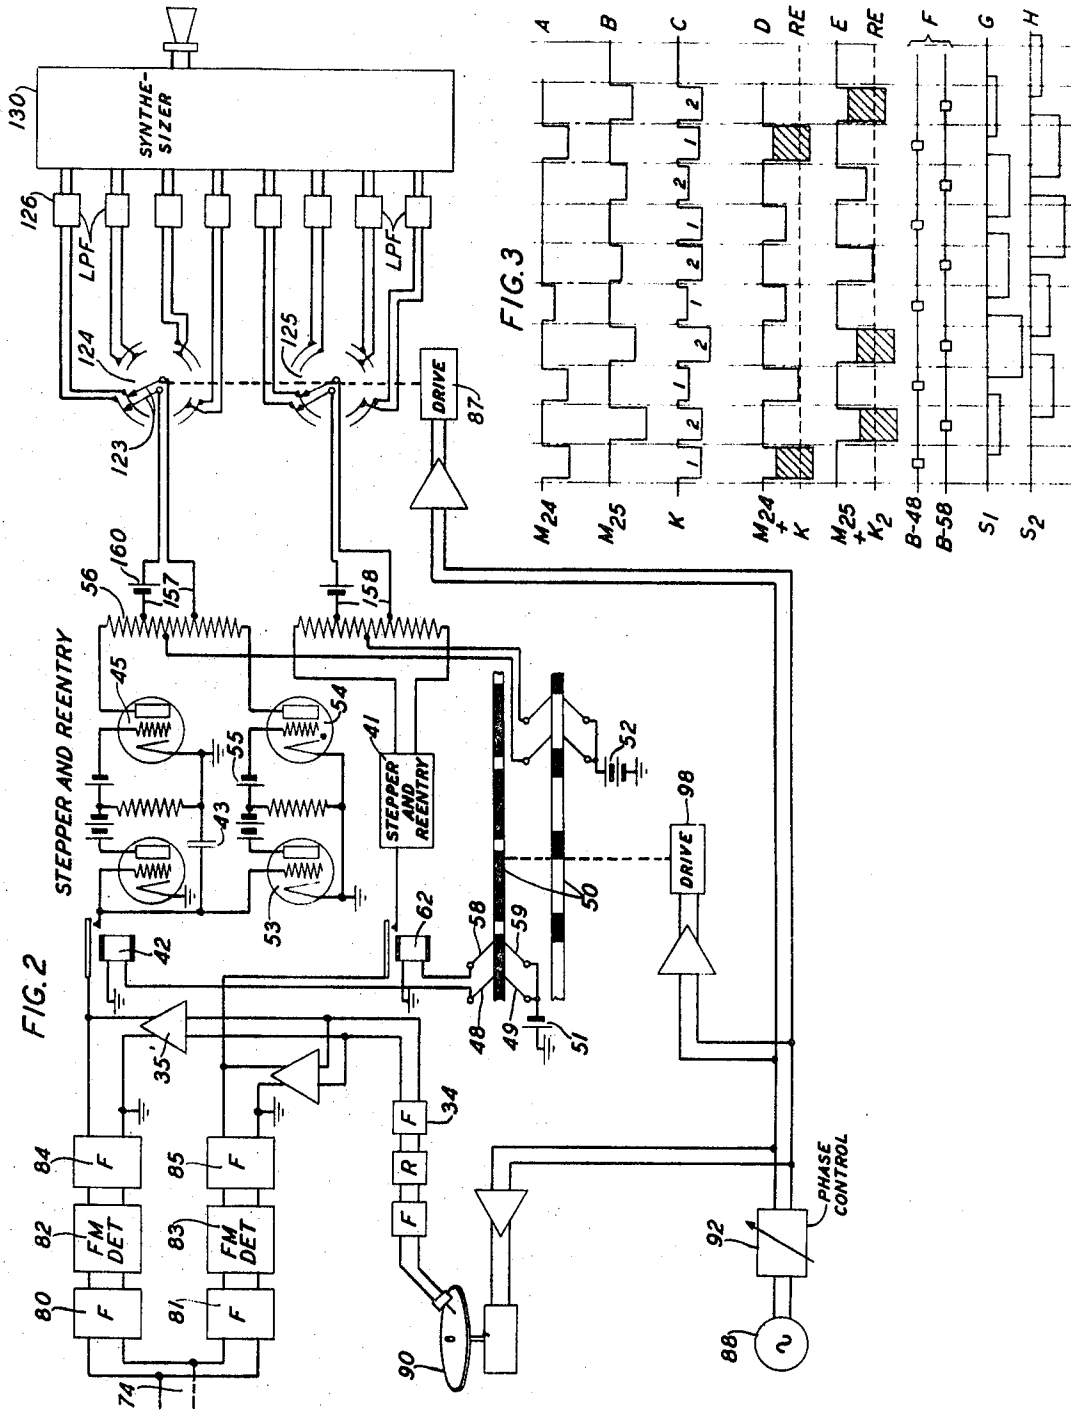 FIG. 2
STEPPER AND REENTRY
74
80
F
82
FM
DET
84
F
81
F
83
FM
DET
85
F
35'
42
43
45
53
54
55
56
160
157
158
41
STEPPER
AND
REENTRY
62
48
58
49
59
50
51
52
90
F
R
F
34
88
92
PHASE
CONTROL
DRIVE
98
DRIVE
87
123
124
125
126
LPF
LPF
130
SYNTHE-
SIZER
FIG. 3
M24
A
M25
B
K
1
2
1
2
1
2
1
2
1
2
C
M24
+
K
D
RE
M25
+
K2
E
RE
B-48
B-58
F
S1
G
S2
H